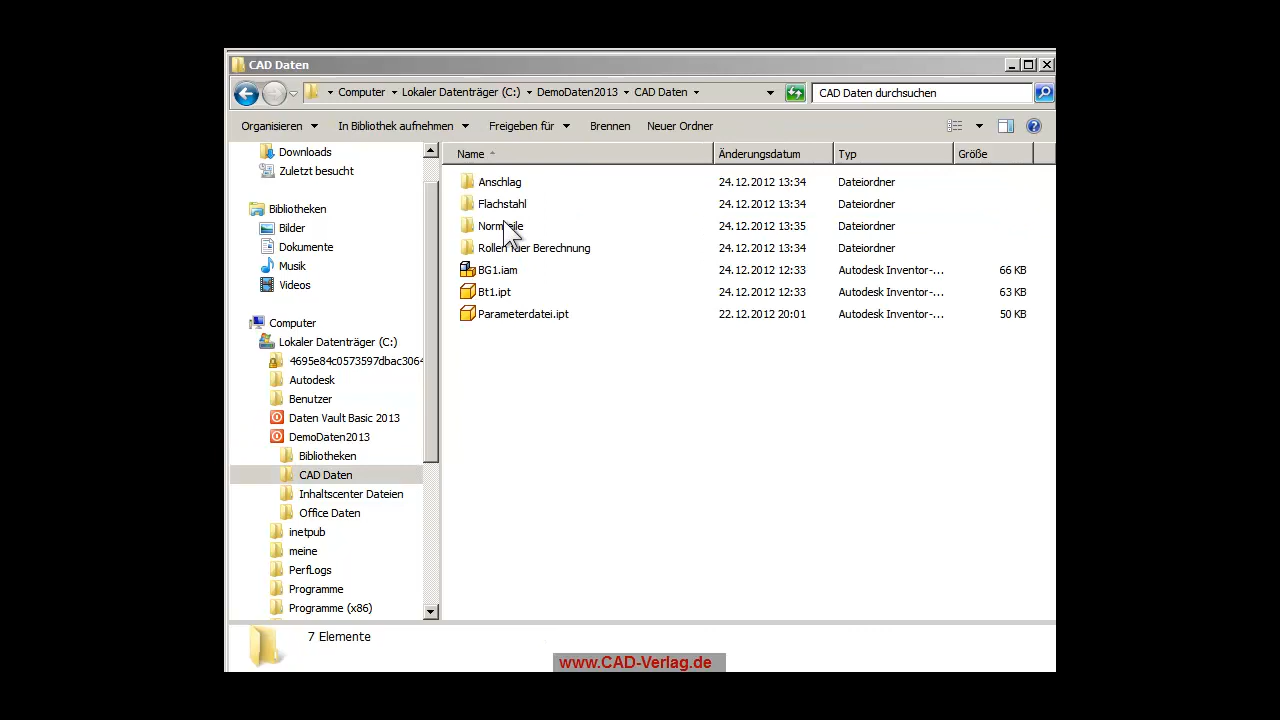 CAD Daten
Computer Lokaler Datenträger (C:) DemoDaten2013 CAD Daten
CAD Daten durchsuchen
Organisieren In Bibliothek aufnehmen Freigeben für Brennen Neuer Ordner
Downloads
Zuletzt besucht
Bibliotheken
Bilder
Dokumente
Musik
Videos
Computer
Lokaler Datenträger (C:)
4695e84c0573597dbac3064
Autodesk
Benutzer
Daten Vault Basic 2013
DemoDaten2013
Bibliotheken
CAD Daten
Inhaltscenter Dateien
Office Daten
inetpub
meine
PerfLogs
Programme
Programme (x86)
Name Änderungsdatum Typ Größe
Anschlag 24.12.2012 13:34 Dateiordner
Flachstahl 24.12.2012 13:34 Dateiordner
24.12.2012 13:35 Dateiordner
Berechnung 24.12.2012 13:34 Dateiordner
BG1.iam 24.12.2012 12:33 Autodesk Inventor-... 66 KB
Bt1.ipt 24.12.2012 12:33 Autodesk Inventor-... 63 KB
Parameterdatei.ipt 22.12.2012 20:01 Autodesk Inventor-... 50 KB
7 Elemente
www.CAD-Verlag.de